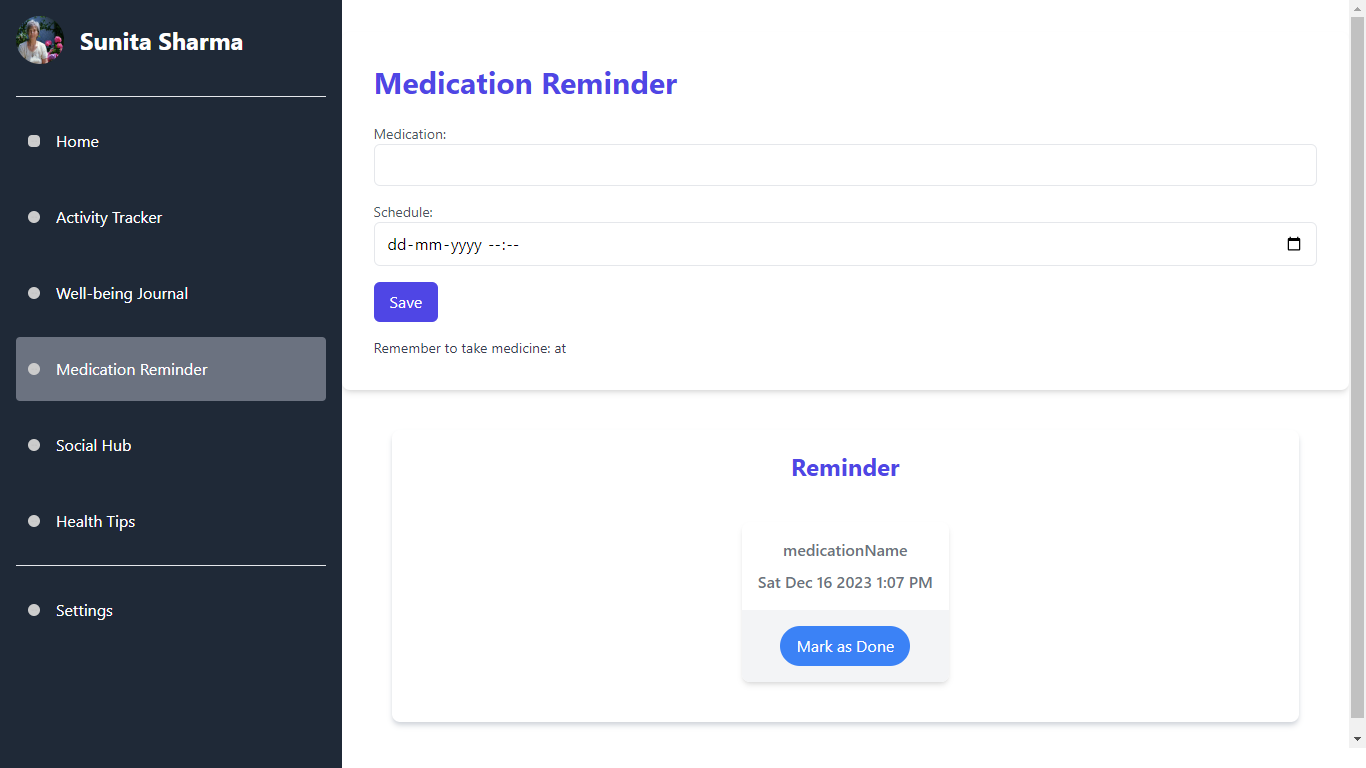 Sunita Sharma
Home
Activity Tracker
Well-being Journal
Medication Reminder
Social Hub
Health Tips
Settings
Medication Reminder
Medication:
Schedule:
dd-mm-yyyy --:--
Save
Remember to take medicine: at
Reminder
medicationName
Sat Dec 16 2023 1:07 PM
Mark as Done